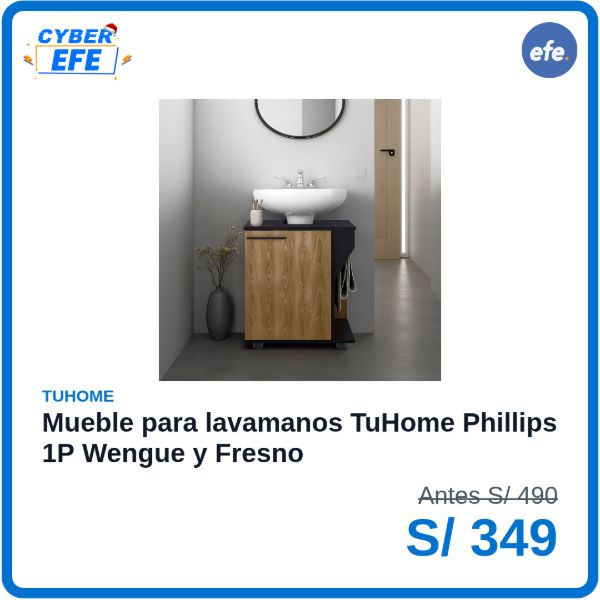 CYBER
EFE
efe.
TUHOME
Mueble para lavamanos TuHome Phillips
1P Wengue y Fresno
Antes S/ 490
S/ 349